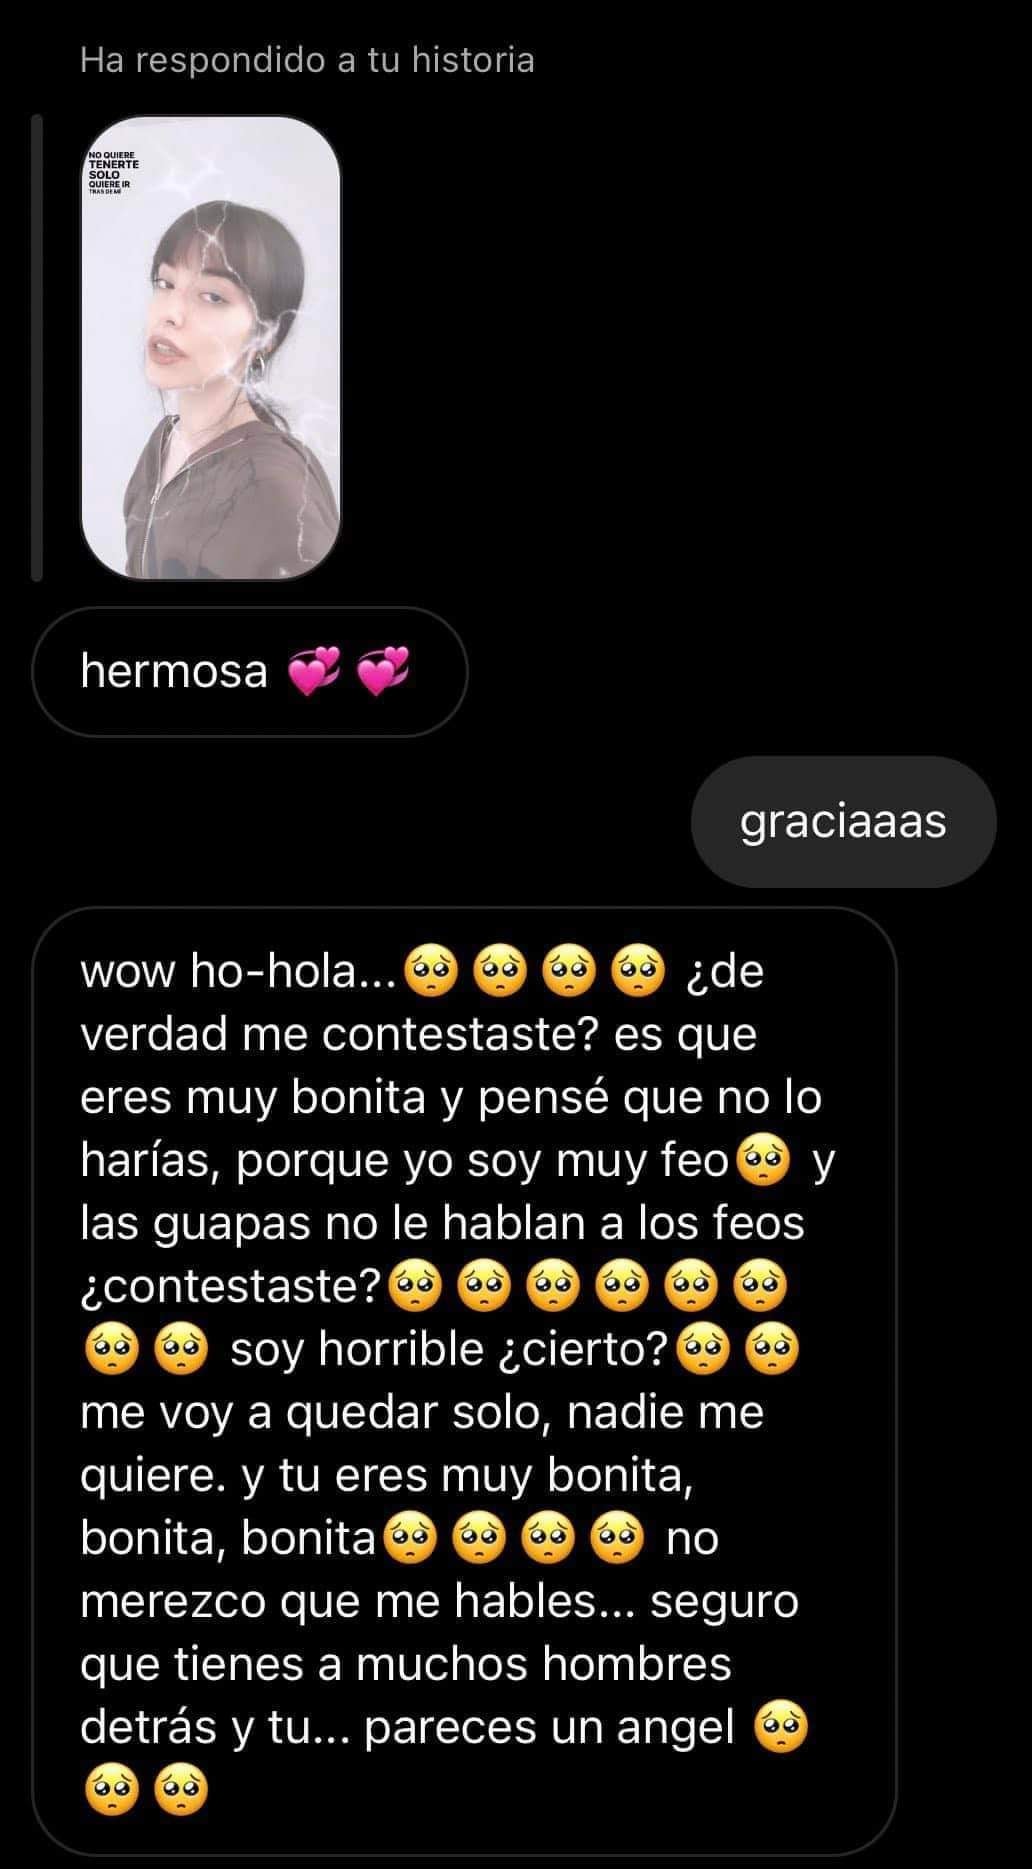 Ha respondido a tu historia
NO QUIERE
TENERTE
SOLO
QUIERE IR
TRAS DE MÍ
hermosa 💞💞
graciaaas
wow ho-hola...🥺🥺🥺🥺 ¿de
verdad me contestaste? es que
eres muy bonita y pensé que no lo
harías, porque yo soy muy feo🥺 y
las guapas no le hablan a los feos
¿contestaste?🥺🥺🥺🥺🥺🥺
🥺🥺 soy horrible ¿cierto?🥺🥺
me voy a quedar solo, nadie me
quiere. y tu eres muy bonita,
bonita, bonita🥺🥺🥺🥺 no
merezco que me hables... seguro
que tienes a muchos hombres
detrás y tu... pareces un angel 🥺
🥺🥺